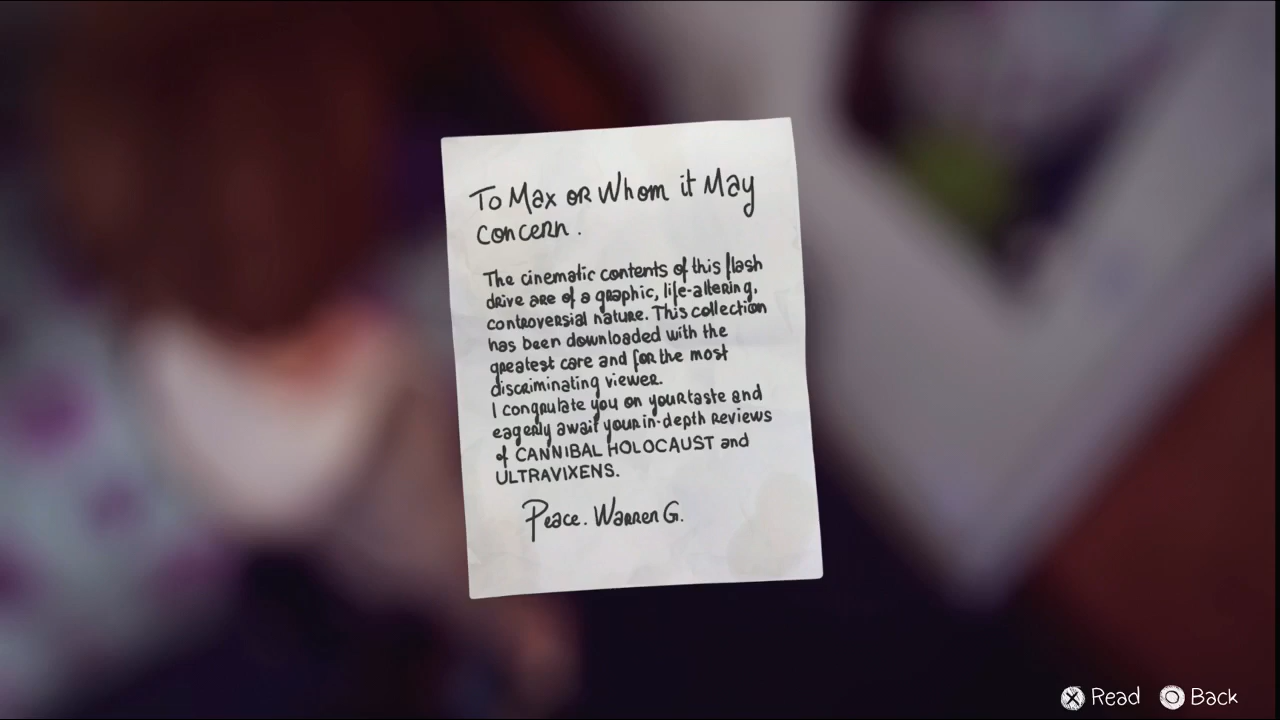 To Max or Whom it May
concern.
The cinematic contents of this flash
drive are of a graphic, life-altering,
controversial nature. This collection
has been downloaded with the
greatest care and for the most
discriminating viewer.
I congrulate you on your taste and
eagerly await your in-depth reviews
of CANNIBAL HOLOCAUST and
ULTRAVIXENS.
Peace. Warren G.
Read Back